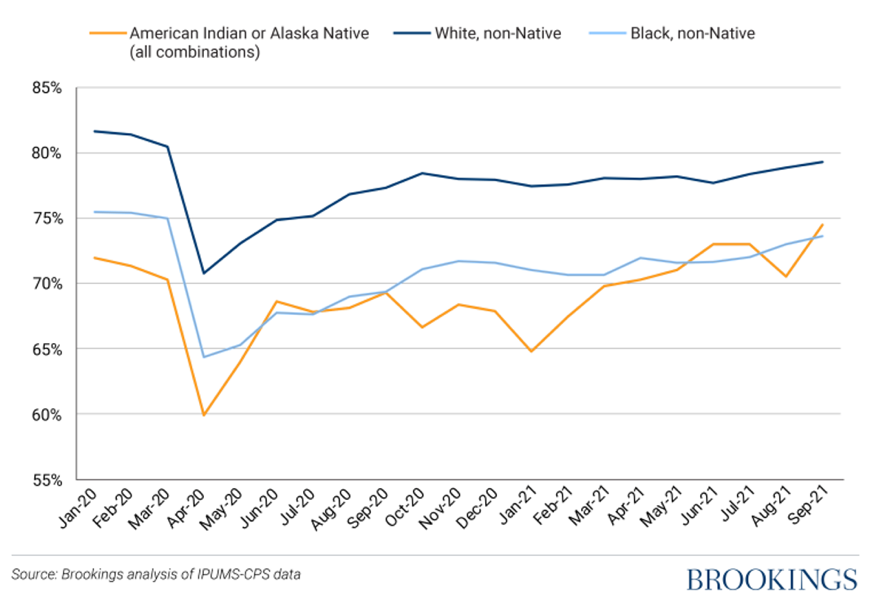 American Indian or Alaska Native
(all combinations)
White, non-Native
Black, non-Native
85%
80%
75%
70%
65%
60%
55%
Jan-20
Feb-20
Mar-20
Apr-20
May-20
Jun-20
Jul-20
Aug-20
Sep-20
Oct-20
Nov-20
Dec-20
Jan-21
Feb-21
Mar-21
Apr-21
May-21
Jun-21
Jul-21
Aug-21
Sep-21
Source: Brookings analysis of IPUMS-CPS data
BROOKINGS